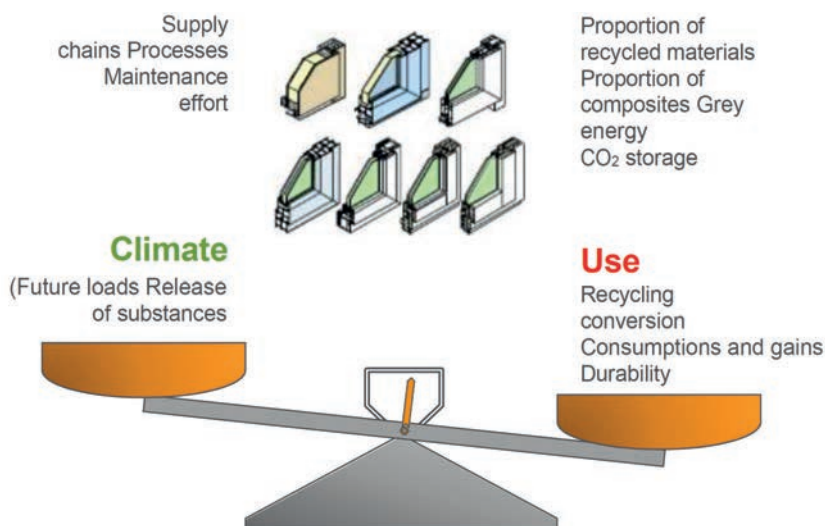 Supply
chains Processes
Maintenance
effort
Proportion of
recycled materials
Proportion of
composites Grey
energy
CO₂ storage
Climate
(Future loads Release
of substances
Use
Recycling
conversion
Consumptions and gains
Durability